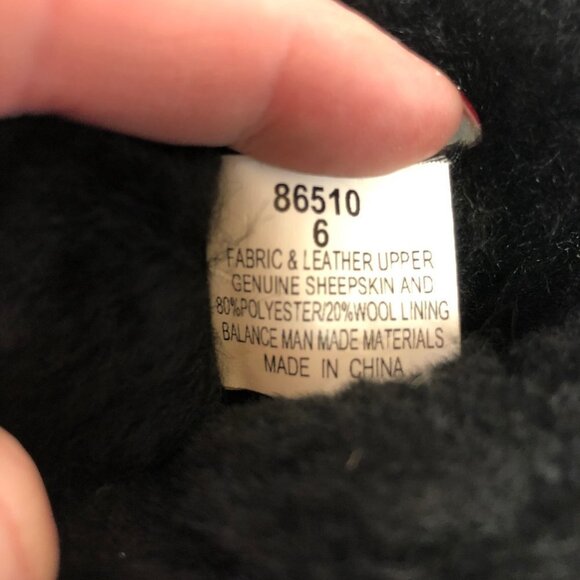 86510
6
FABRIC & LEATHER UPPER
GENUINE SHEEPSKIN AND
80%POLYESTER/20%WOOL LINING
BALANCE MAN MADE MATERIALS
MADE IN CHINA